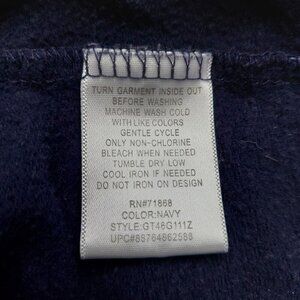 TURN GARMENT INSIDE OUT
BEFORE WASHING
MACHINE WASH COLD
WITH LIKE COLORS
GENTLE CYCLE
ONLY NON-CHLORINE
BLEACH WHEN NEEDED
TUMBLE DRY LOW
COOL IRON IF NEEDED
DO NOT IRON ON DESIGN
RN#71868
COLOR:NAVY
STYLE:GT46G111Z
UPC#88764862588